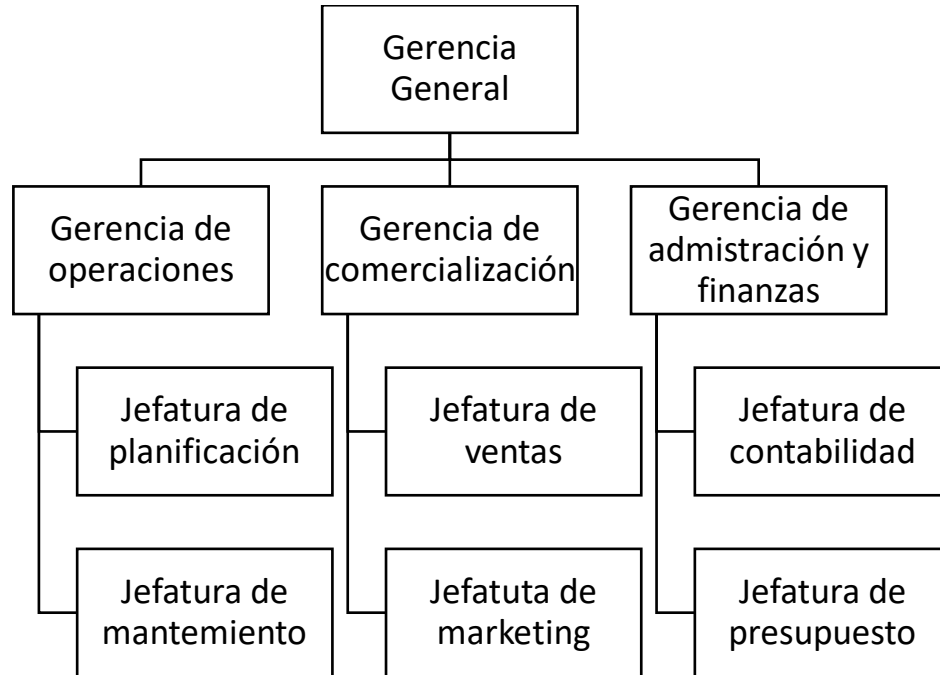 Gerencia
General
Gerencia de
operaciones
Gerencia de
comercialización
Gerencia de
admistración y
finanzas
Jefatura de
planificación
Jefatura de
ventas
Jefatura de
contabilidad
Jefatura de
mantemiento
Jefatuta de
marketing
Jefatura de
presupuesto